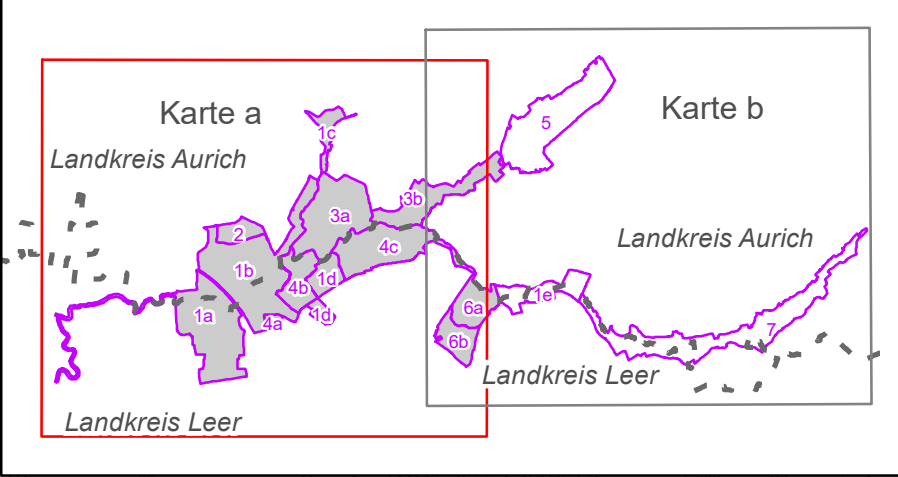 Karte a
Karte b
5
1c
Landkreis Aurich
3b
3a
2
4c
Landkreis Aurich
1b
1d
4b
1e
6a
1a
1d
4a
7
6b
Landkreis Leer
Landkreis Leer